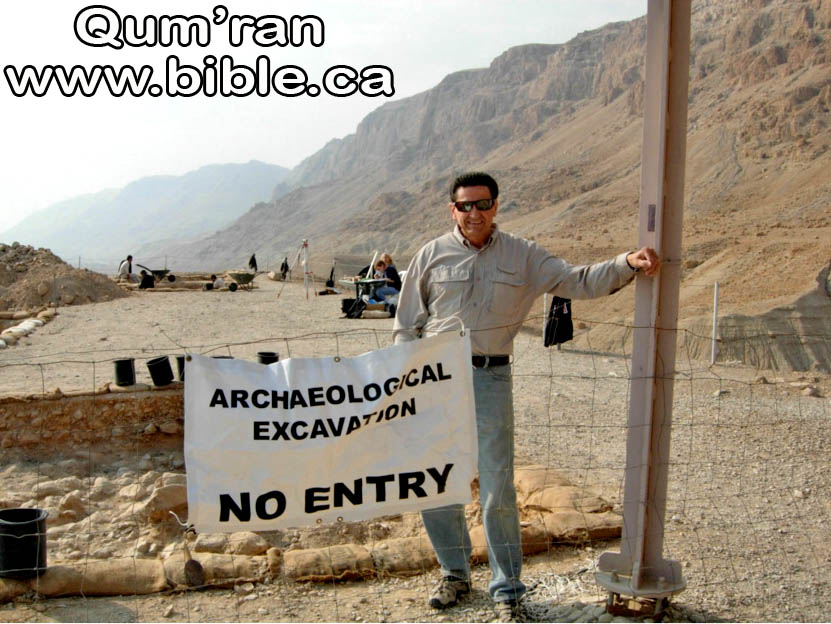 Qum'ran
www.bible.ca
ARCHAEOLOGICAL
EXCAVATION
NO ENTRY